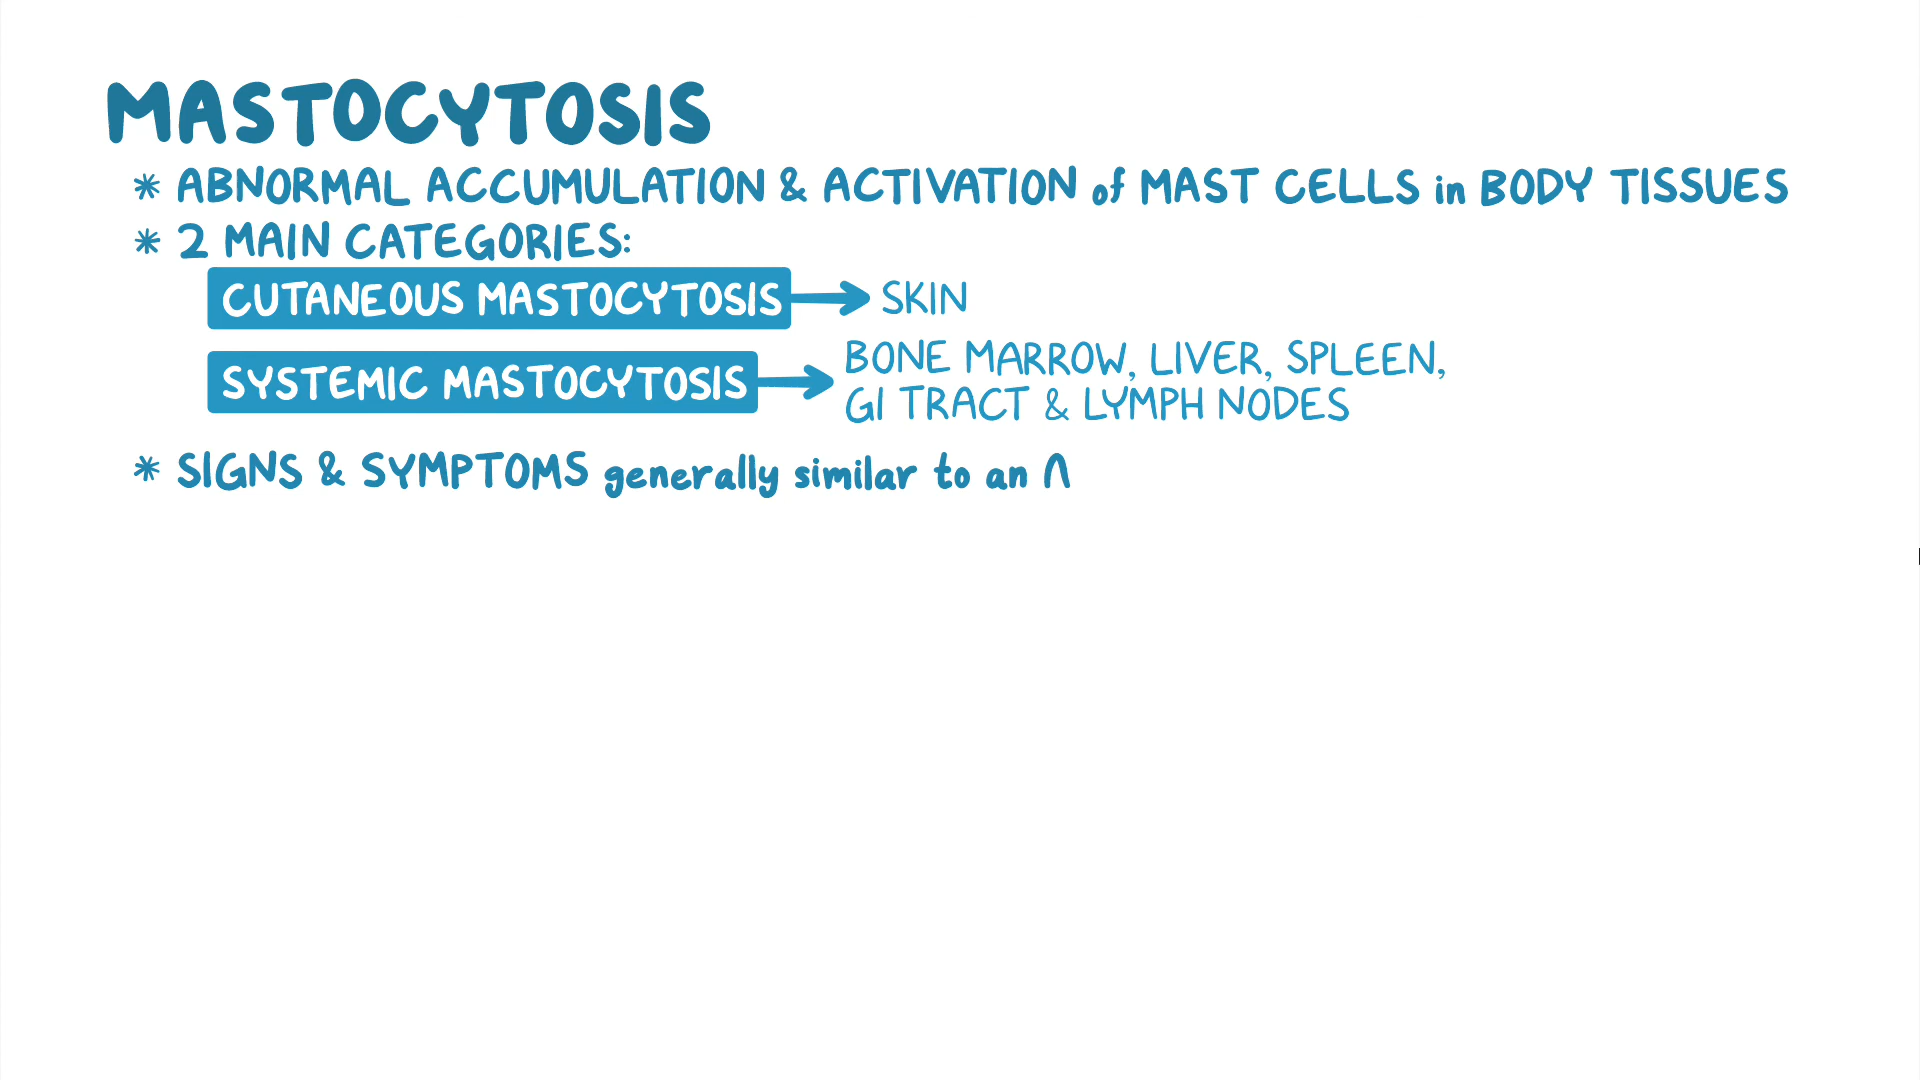 MASTOCYTOSIS
* ABNORMAL ACCUMULATION & ACTIVATION of MAST CELLS in BODY TISSUES
* 2 MAIN CATEGORIES:
CUTANEOUS MASTOCYTOSIS → SKIN
SYSTEMIC MASTOCYTOSIS → BONE MARROW, LIVER, SPLEEN,
GI TRACT & LYMPH NODES
* SIGNS & SYMPTOMS generally similar to an